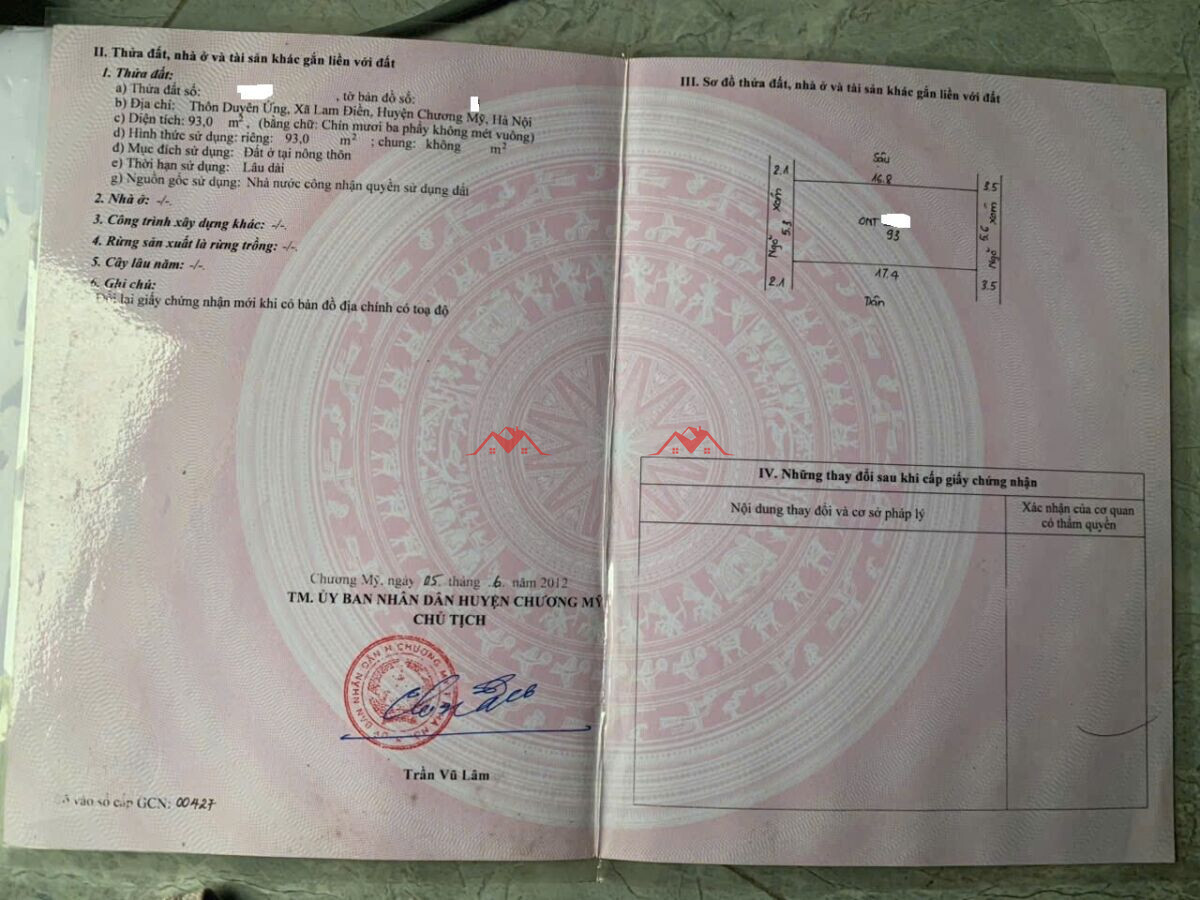 II. Thửa đất, nhà ở và tài sản khác gắn liền với đất
1. Thửa đất:
a) Thửa đất số: , tờ bản đồ số:
b) Địa chỉ: Thôn Duyên Ứng, Xã Lam Điền, Huyện Chương Mỹ, Hà Nội
c) Diện tích: 93,0 m², (bằng chữ: Chín mươi ba phẩy không mét vuông)
d) Hình thức sử dụng: riêng: 93,0 m² ; chung: không m²
đ) Mục đích sử dụng: Đất ở tại nông thôn
e) Thời hạn sử dụng: Lâu dài
g) Nguồn gốc sử dụng: Nhà nước công nhận quyền sử dụng đất
2. Nhà ở: -/-.
3. Công trình xây dựng khác: -/-.
4. Rừng sản xuất là rừng trồng: -/-.
5. Cây lâu năm: -/-.
6. Ghi chú:
Đổi lại giấy chứng nhận mới khi có bản đồ địa chính có toạ độ
Chương Mỹ, ngày 05 tháng 6 năm 2012
TM. ỦY BAN NHÂN DÂN HUYỆN CHƯƠNG MỸ
CHỦ TỊCH
ỦY BAN NHÂN DÂN H. CHƯƠNG MỸ
Trần Vũ Lâm
vào sổ cấp GCN: 00427
III. Sơ đồ thửa đất, nhà ở và tài sản khác gắn liền với đất
Sâu
2.1
16.8
3.5
Ngõ 5.3 xóm
ONT
93
Ngõ 5.6 xóm
17.4
2.1
3.5
Dần
IV. Những thay đổi sau khi cấp giấy chứng nhận
Nội dung thay đổi và cơ sở pháp lý
Xác nhận của cơ quan
có thẩm quyền